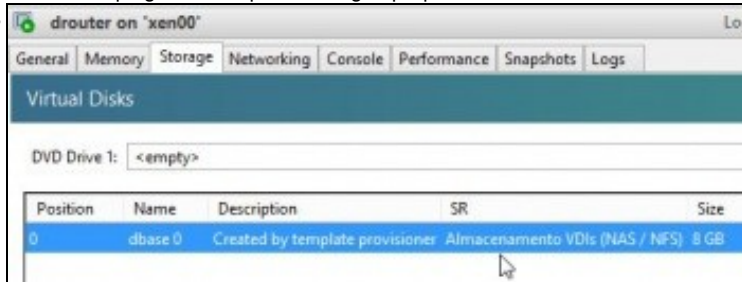 drouter on 'xen00' Lo
General Memory Storage Networking Console Performance Snapshots Logs
Virtual Disks
DVD Drive 1: <empty>
Position Name Description SR Size
0 dbase 0 Created by template provisioner Almacenamento VDIs (NAS / NFS) 8 GB